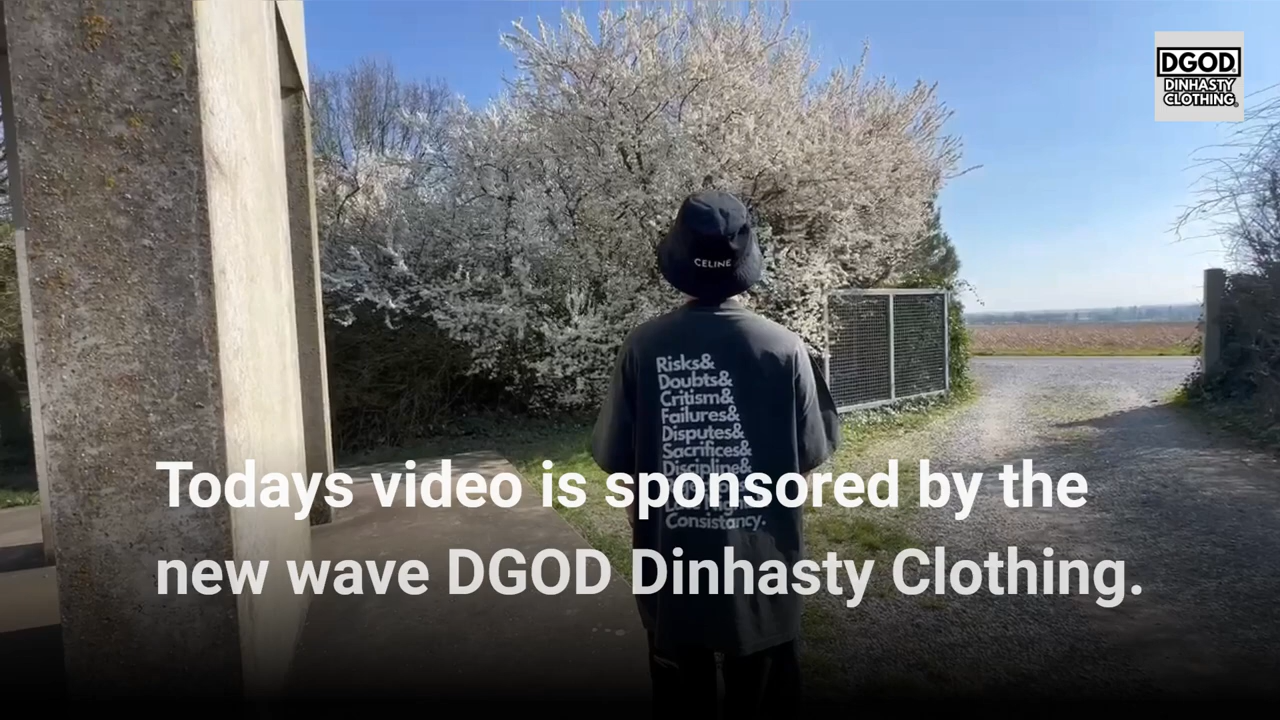 DGOD
DINHASTY
CLOTHING
CELINE
Risks&
Doubts&
Critism&
Failures&
Disputes&
Sacrifices&
Discipline&
Consistancy.
Todays video is sponsored by the
new wave DGOD Dinhasty Clothing.